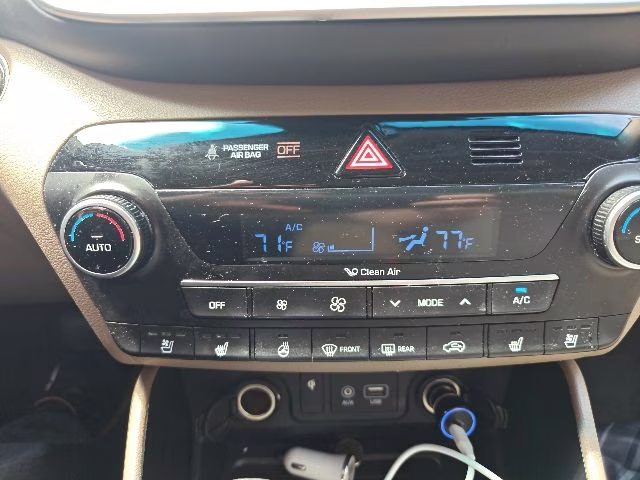 PASSENGER
AIR BAG
OFF
A/C
71°F
77°F
Clean Air
AUTO
OFF
MODE
A/C
FRONT
REAR
AUX
USB